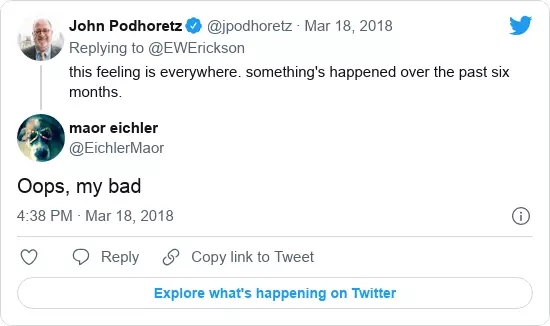 John Podhoretz @jpodhoretz · Mar 18, 2018
Replying to @EWErickson
this feeling is everywhere. something's happened over the past six
months.
maor eichler
@EichlerMaor
Oops, my bad
4:38 PM · Mar 18, 2018
Reply Copy link to Tweet
Explore what's happening on Twitter